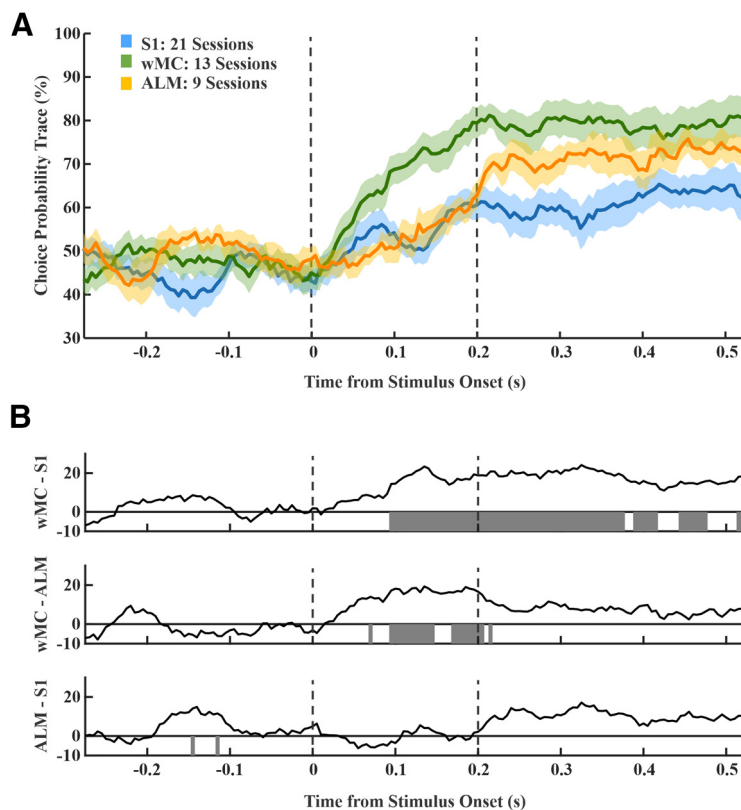 A
S1: 21 Sessions
wMC: 13 Sessions
ALM: 9 Sessions
Choice Probability Trace (%)
100
90
80
70
60
50
40
30
-0.2 -0.1 0 0.1 0.2 0.3 0.4 0.5
Time from Stimulus Onset (s)
B
wMC - S1
20
0
-10
wMC - ALM
20
0
-10
ALM - S1
20
0
-10
-0.2 -0.1 0 0.1 0.2 0.3 0.4 0.5
Time from Stimulus Onset (s)